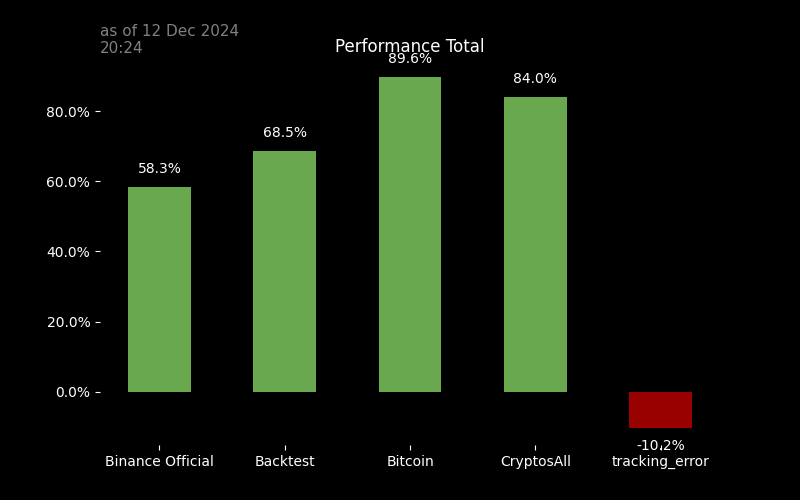 as of 12 Dec 2024
20:24
Performance Total
89.6%
84.0%
80.0%
68.5%
58.3%
60.0%
40.0%
20.0%
0.0%
-10.2%
Binance Official
Backtest
Bitcoin
CryptosAll
tracking_error